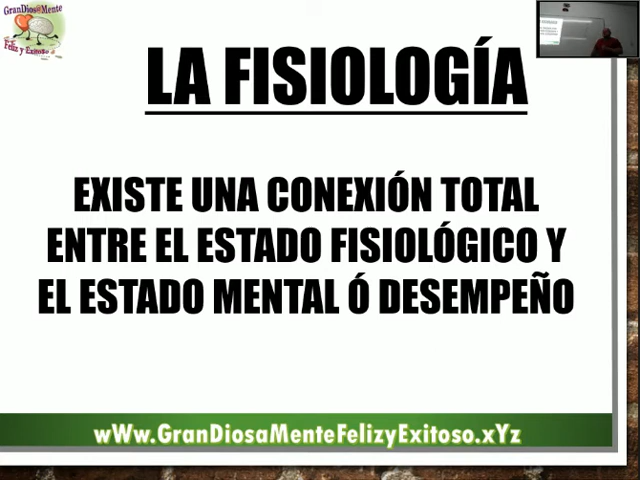 GranDiosaMente
Feliz y Exitoso
LA FISIOLOGÍA
EXISTE UNA CONEXIÓN TOTAL
ENTRE EL ESTADO FISIOLÓGICO Y
EL ESTADO MENTAL Ó DESEMPEÑO
wWw.GranDiosaMenteFelizyExitoso.xYz